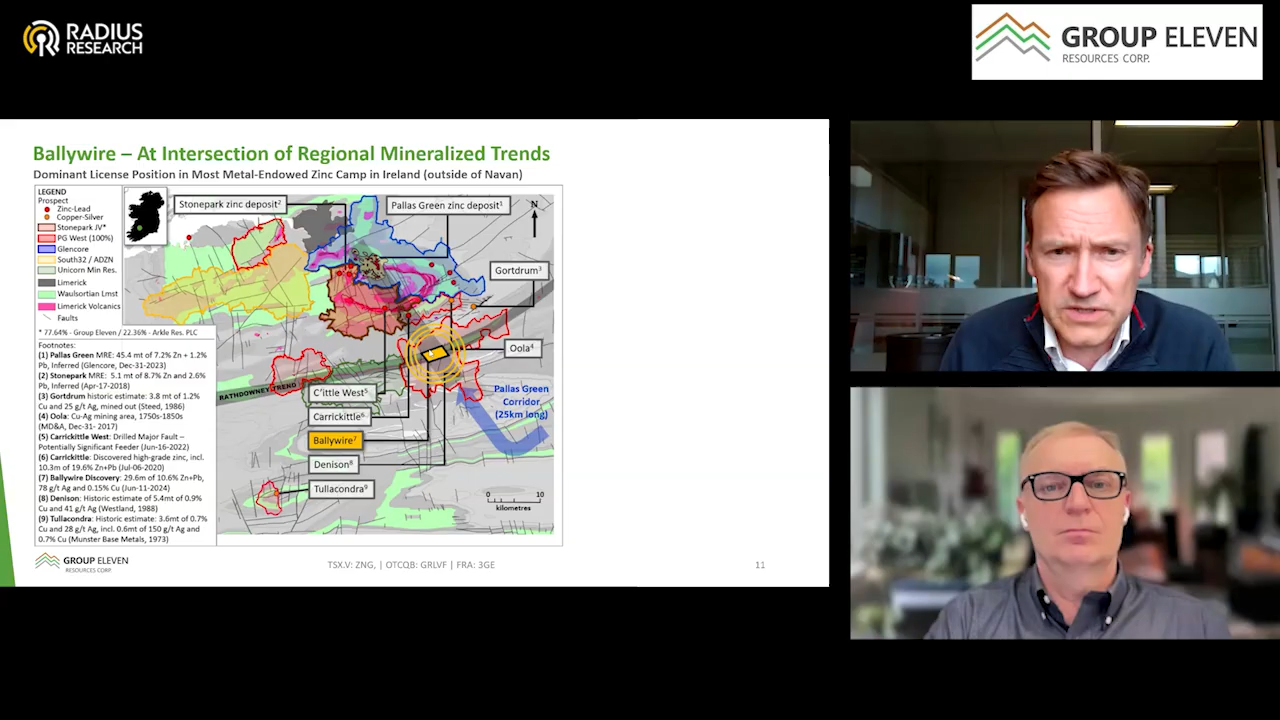 RADIUS
RESEARCH
GROUP ELEVEN
RESOURCES CORP.
Ballywire – At Intersection of Regional Mineralized Trends
Dominant License Position in Most Metal-Endowed Zinc Camp in Ireland (outside of Navan)
LEGEND
Prospect
Zinc-Lead
Copper-Silver
Stonepark JV*
PG West (100%)
Glencore
South32 / ADZN
Unicorn Min Res.
Limerick
Waulsortian Lmst
Limerick Volcanics
Faults
* 77.64% - Group Eleven / 22.36% - Arkle Res. PLC
Footnotes:
(1) Pallas Green MRE: 45.4 mt of 7.2% Zn + 1.2%
Pb, Inferred (Glencore, Dec-31-2023)
(2) Stonepark MRE: 5.1 mt of 8.7% Zn and 2.6%
Pb, Inferred (Apr-17-2018)
(3) Gortdrum historic estimate: 3.8 mt of 1.2%
Cu and 25 g/t Ag, mined out (Steed, 1986)
(4) Oola: Cu-Ag mining area, 1750s-1850s
(MD&A, Dec-31- 2017)
(5) Carrickittle West: Drilled Major Fault –
Potentially Significant Feeder (Jun-16-2022)
(6) Carrickittle: Discovered high-grade zinc, incl.
10.3m of 19.6% Zn+Pb (Jul-06-2020)
(7) Ballywire Discovery: 29.6m of 10.6% Zn+Pb,
78 g/t Ag and 0.15% Cu (Jun-11-2024)
(8) Denison: Historic estimate of 5.4mt of 0.9%
Cu and 41 g/t Ag (Westland, 1988)
(9) Tullacondra: Historic estimate: 3.6mt of 0.7%
Cu and 28 g/t Ag, incl. 0.6mt of 150 g/t Ag and
0.7% Cu (Munster Base Metals, 1973)
Stonepark zinc deposit2
Pallas Green zinc deposit1
N
Gortdrum3
Oola4
RATHDOWNEY TREND
Pallas Green
Corridor
(25km long)
C'ittle West5
Carrickittle6
Ballywire7
Denison8
Tullacondra9
0 10
kilometres
GROUP ELEVEN
RESOURCES CORP
TSX.V: ZNG, | OTCQB: GRLVF | FRA: 3GE
11